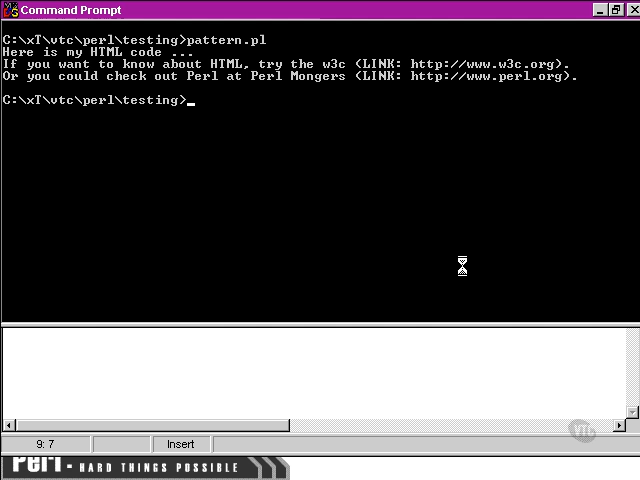 Command Prompt
C:\xT\vtc\perl\testing>pattern.pl
Here is my HTML code ...
If you want to know about HTML, try the w3c (LINK: http://www.w3c.org).
Or you could check out Perl at Perl Mongers (LINK: http://www.perl.org).
C:\xT\vtc\perl\testing>
VTC
9: 7
Insert
Perl - HARD THINGS POSSIBLE